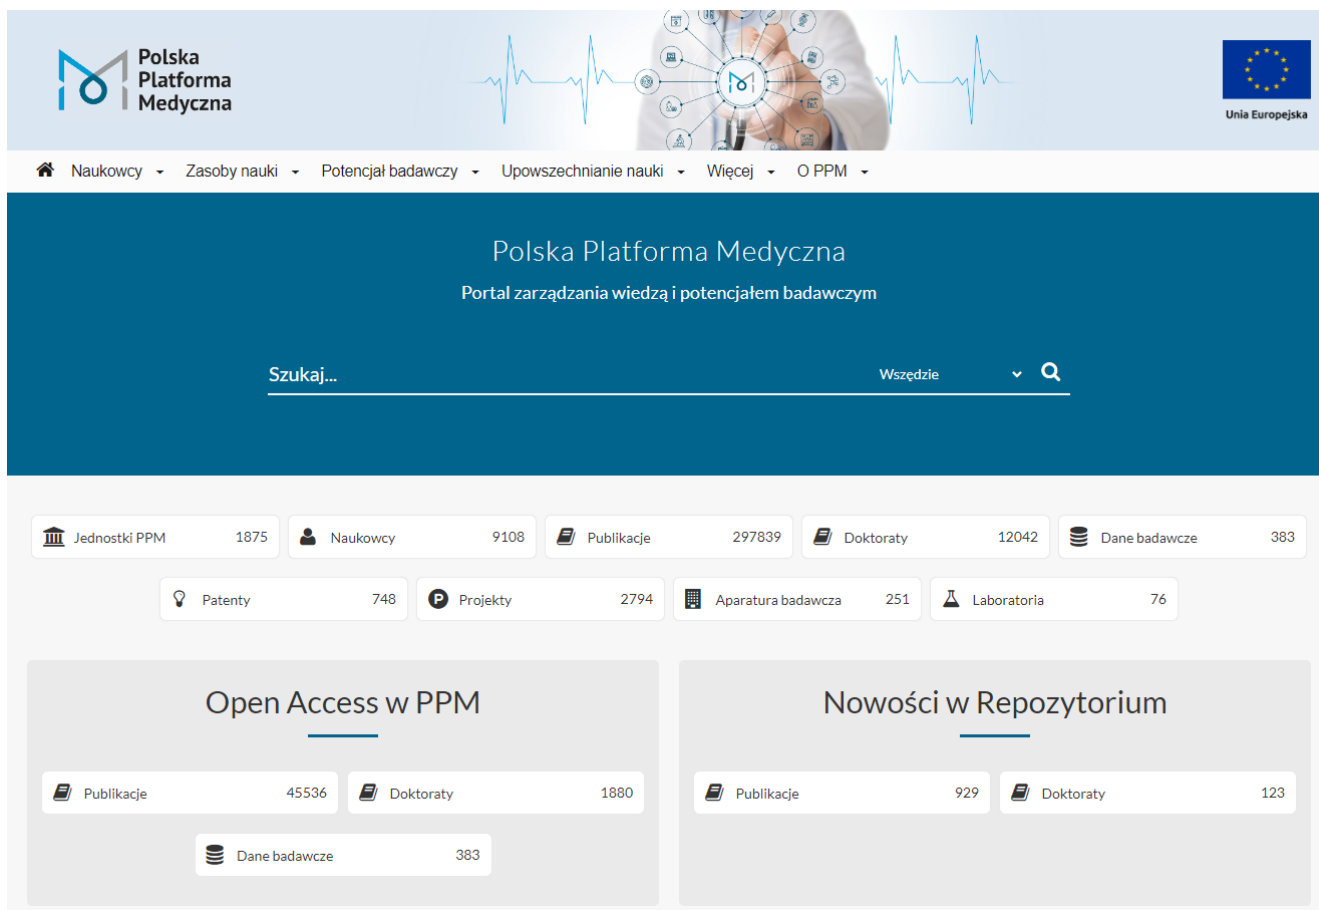 Polska
Platforma
Medyczna
Unia Europejska
Naukowcy Zasoby nauki Potencjał badawczy Upowszechnianie nauki Więcej O PPM
Polska Platforma Medyczna
Portal zarządzania wiedzą i potencjałem badawczym
Szukaj... Wszędzie
Jednostki PPM 1875 Naukowcy 9108 Publikacje 297839 Doktoraty 12042 Dane badawcze 383
Patenty 748 Projekty 2794 Aparatura badawcza 251 Laboratoria 76
Open Access w PPM
Publikacje 45536 Doktoraty 1880
Dane badawcze 383
Nowości w Repozytorium
Publikacje 929 Doktoraty 123